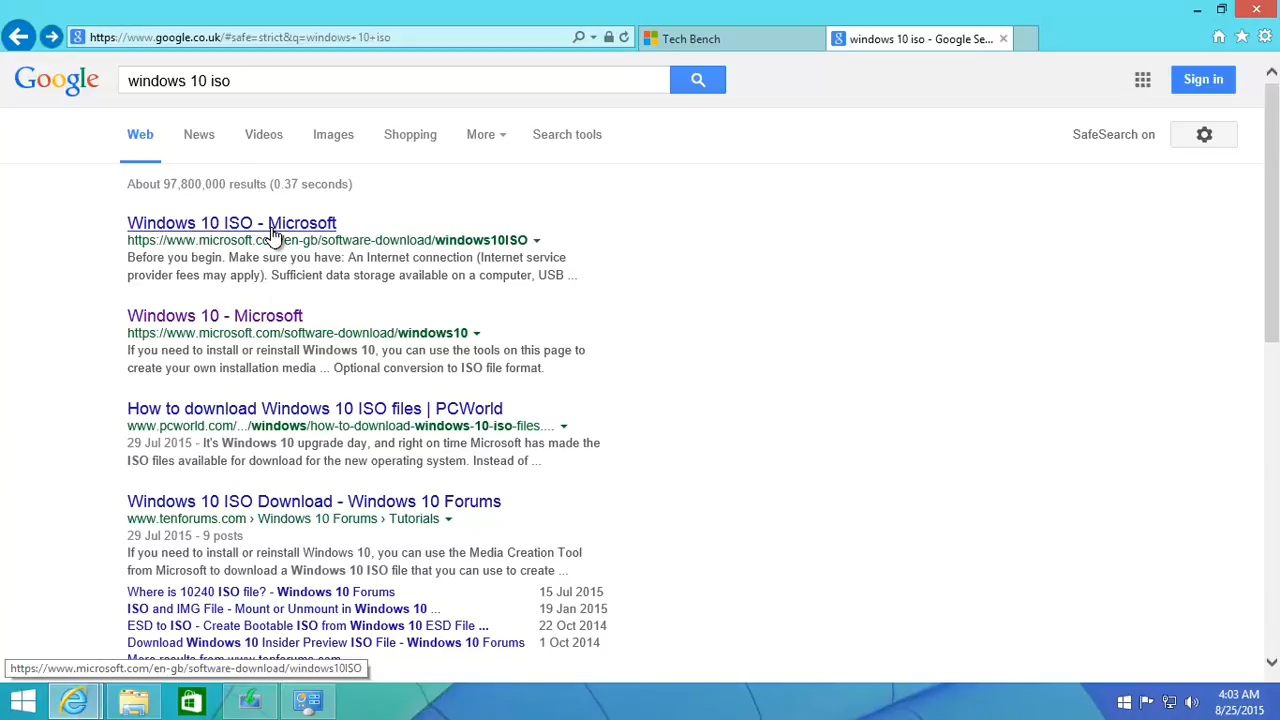 https://www.google.co.uk/#safe=strict&q=windows+10+iso
Tech Bench
windows 10 iso - Google Se...
Google
windows 10 iso
Sign in
Web
News
Videos
Images
Shopping
More
Search tools
SafeSearch on
About 97,800,000 results (0.37 seconds)
Windows 10 ISO - Microsoft
https://www.microsoft.co /en-gb/software-download/windows10ISO
Before you begin. Make sure you have: An Internet connection (Internet service
provider fees may apply). Sufficient data storage available on a computer, USB ...
Windows 10 - Microsoft
https://www.microsoft.com/software-download/windows10
If you need to install or reinstall Windows 10, you can use the tools on this page to
create your own installation media ... Optional conversion to ISO file format.
How to download Windows 10 ISO files | PCWorld
www.pcworld.com/.../windows/how-to-download-windows-10-iso-files....
29 Jul 2015 - It's Windows 10 upgrade day, and right on time Microsoft has made the
ISO files available for download for the new operating system. Instead of ...
Windows 10 ISO Download - Windows 10 Forums
www.tenforums.com › Windows 10 Forums › Tutorials
29 Jul 2015 - 9 posts
If you need to install or reinstall Windows 10, you can use the Media Creation Tool
from Microsoft to download a Windows 10 ISO file that you can use to create ...
Where is 10240 ISO file? - Windows 10 Forums 15 Jul 2015
ISO and IMG File - Mount or Unmount in Windows 10 ... 19 Jan 2015
ESD to ISO - Create Bootable ISO from Windows 10 ESD File ... 22 Oct 2014
Download Windows 10 Insider Preview ISO File - Windows 10 Forums 1 Oct 2014
More results from www.tenforums.com
https://www.microsoft.com/en-gb/software-download/windows10ISO
4:03 AM
8/25/2015